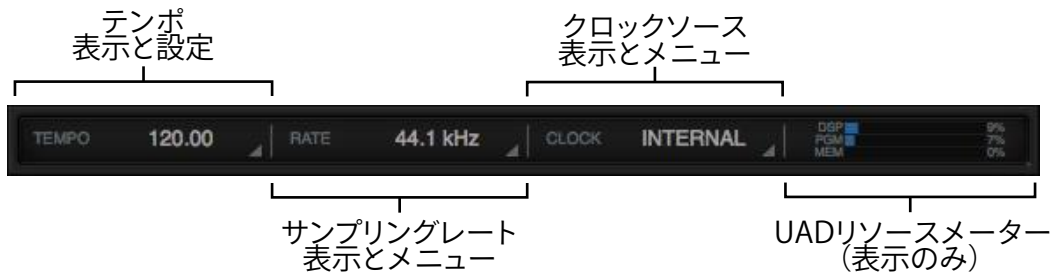 テンポ
表示と設定
クロックソース
表示とメニュー
TEMPO 120.00 RATE 44.1 kHz CLOCK INTERNAL
DSP 9%
PGM 7%
MEM 0%
サンプリングレート
表示とメニュー
UADリソースメーター
（表示のみ）